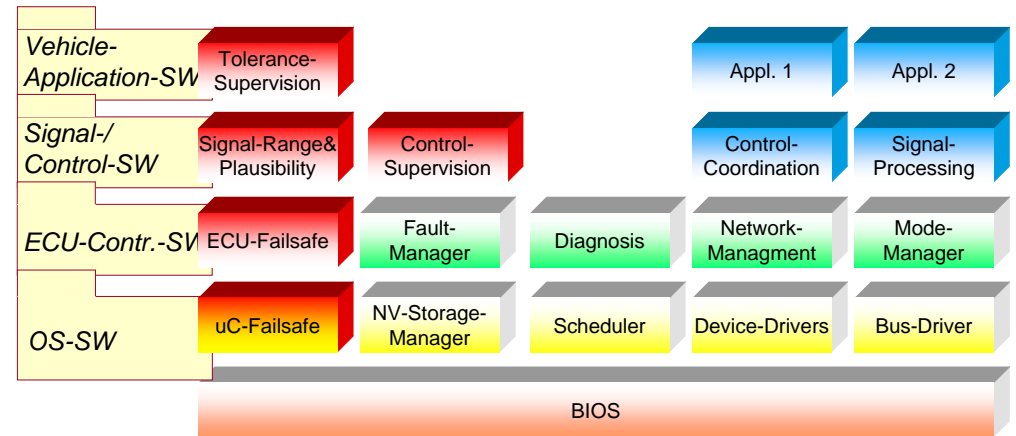 Vehicle-
Application-SW
Tolerance-
Supervision
Appl. 1
Appl. 2
Signal-/
Control-SW
Signal-Range&
Plausibility
Control-
Supervision
Control-
Coordination
Signal-
Processing
ECU-Contr.-SW
ECU-Failsafe
Fault-
Manager
Diagnosis
Network-
Managment
Mode-
Manager
OS-SW
uC-Failsafe
NV-Storage-
Manager
Scheduler
Device-Drivers
Bus-Driver
BIOS